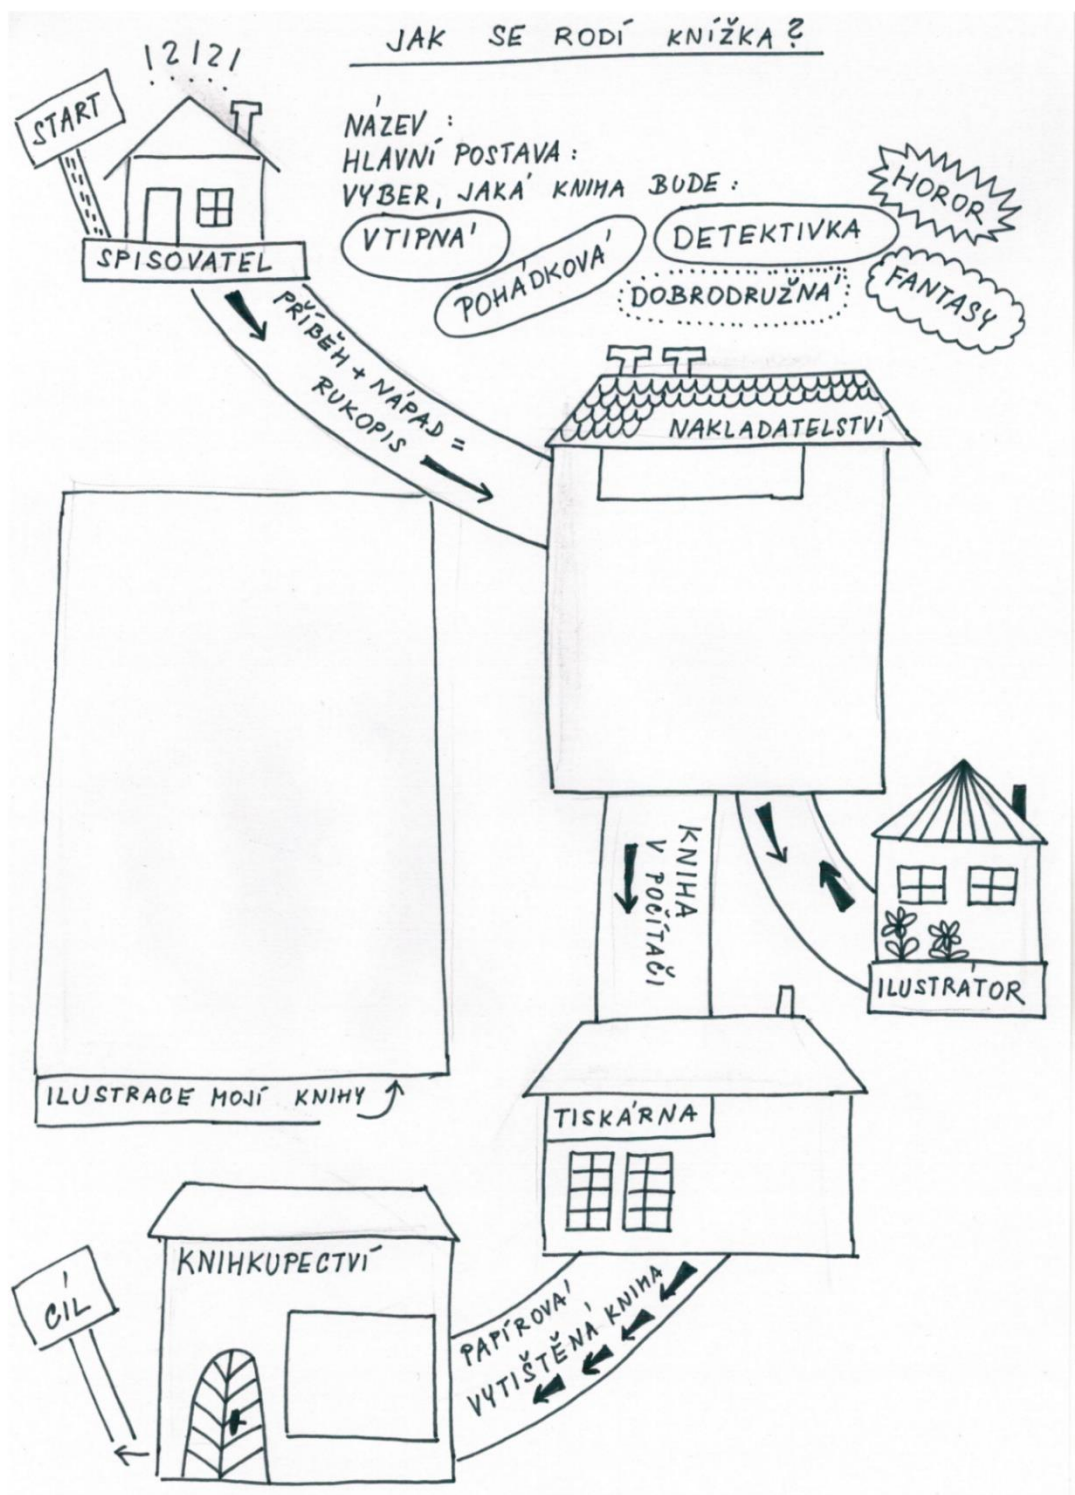 JAK SE RODÍ KNÍŽKA?
!?!?!
START
SPISOVATEL
NÁZEV :
HLAVNÍ POSTAVA :
VYBER, JAKÁ KNIHA BUDE :
VTIPNÁ
POHÁDKOVÁ
DETEKTIVKA
DOBRODRUŽNÁ
HOROR
FANTASY
PŘÍBĚH + NÁPAD =
RUKOPIS
NAKLADATELSTVÍ
KNIHA
V POČÍTAČI
ILUSTRÁTOR
ILUSTRACE MOJÍ KNIHY
TISKÁRNA
PAPÍROVÁ
VYTIŠTĚNÁ KNIHA
KNIHKUPECTVÍ
CÍL